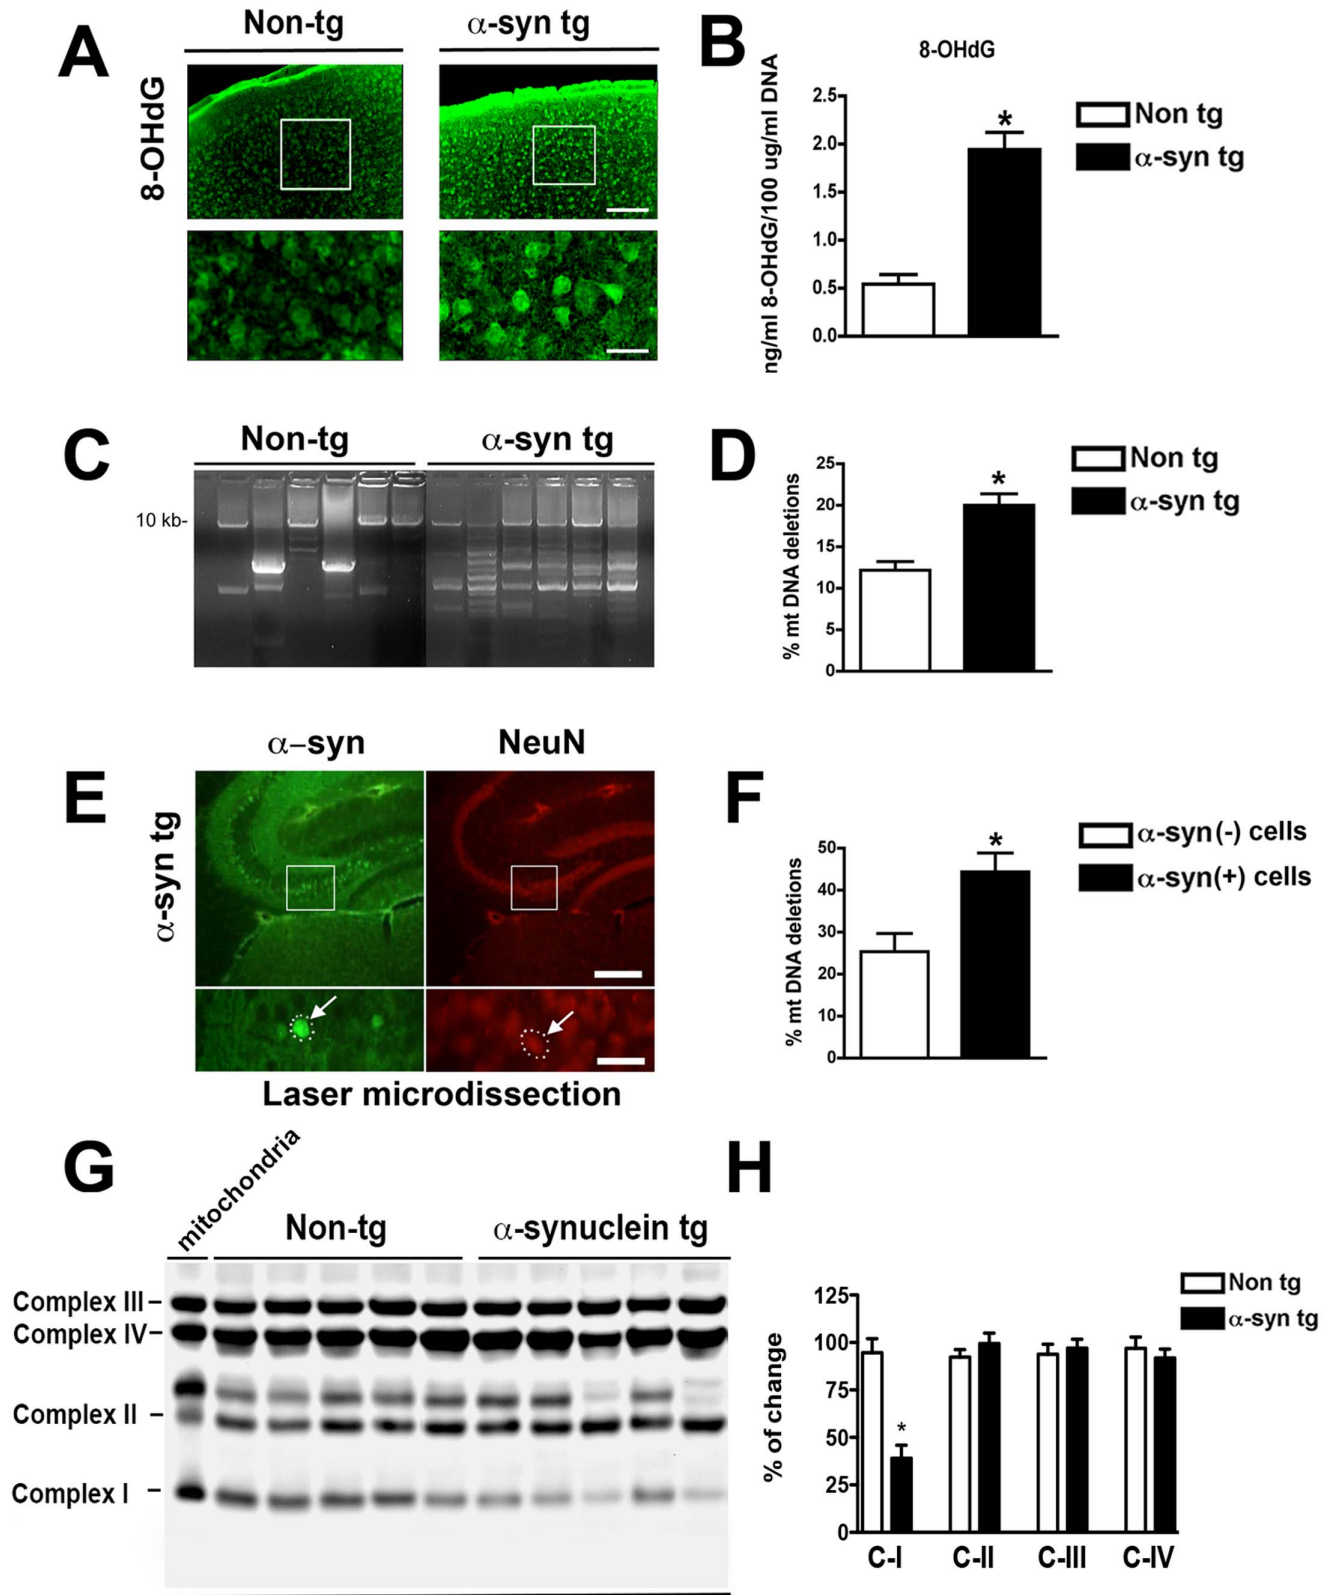 A
Non-tg
α-syn tg
8-OHdG
B
8-OHdG
ng/ml 8-OHdG/100 ug/ml DNA
2.5
2.0
1.5
1.0
0.5
0.0
*
Non tg
α-syn tg
C
Non-tg
α-syn tg
10 kb-
D
% mt DNA deletions
25
20
15
10
5
0
*
Non tg
α-syn tg
E
α–syn
NeuN
α-syn tg
Laser microdissection
F
% mt DNA deletions
50
40
30
20
10
0
*
α-syn(-) cells
α-syn(+) cells
G
mitochondria
Non-tg
α-synuclein tg
Complex III –
Complex IV –
Complex II –
Complex I –
H
% of change
125
100
75
50
25
0
*
C-I
C-II
C-III
C-IV
Non tg
α-syn tg